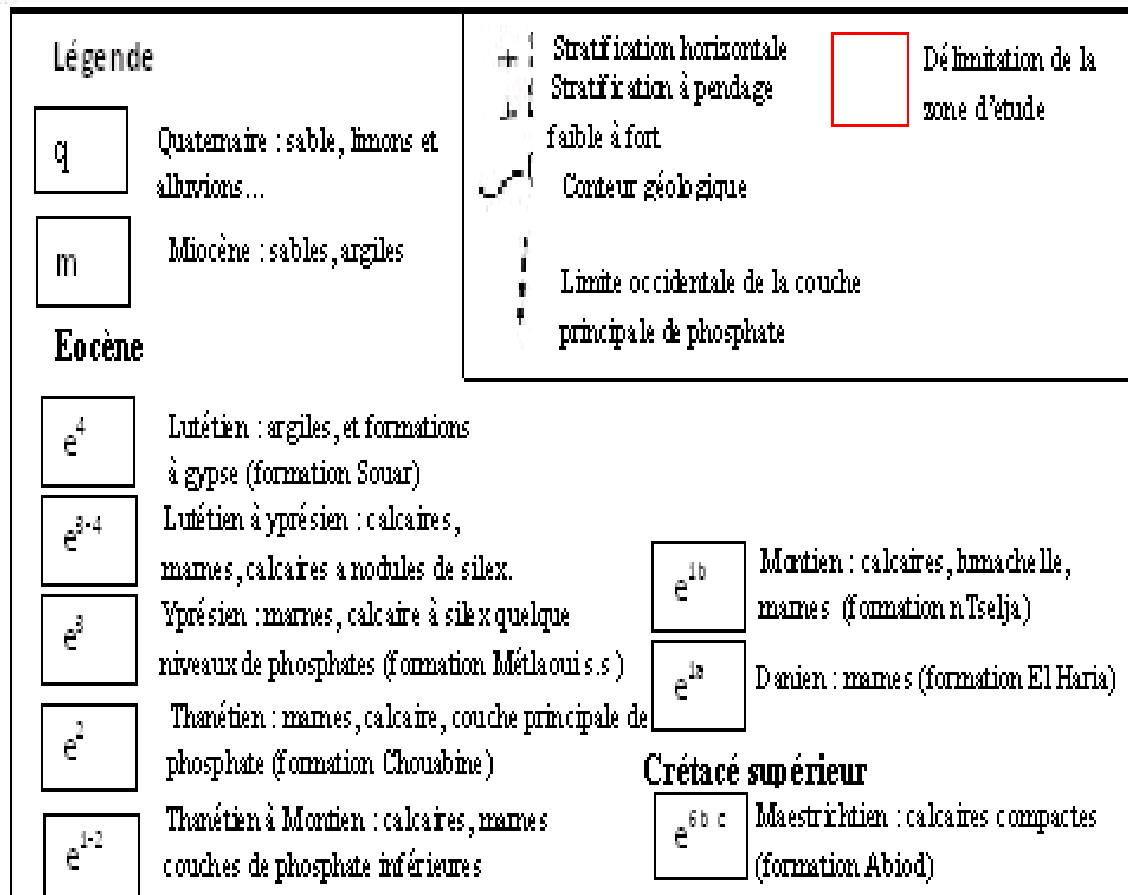 Légende
q
Quaternaire : sable, limons et
alluvions...
m
Miocène : sables, argiles
Stratification horizontale
Stratification à pendage
faible à fort
Conteur géologique
Limite occidentale de la couche
principale de phosphate
Délimitation de la
zone d'étude
Eocène
e4
Lutétien : argiles, et formations
à gypse (formation Souar)
e3-4
Lutétien à yprésien : calcaires,
marnes, calcaires a nodules de silex.
e3
Yprésien : marnes, calcaire à silex quelque
niveaux de phosphates (formation Métlaoui s.s)
e2
Thanétien : marnes, calcaire, couche principale de
phosphate (formation Chouabine)
e1-2
Thanétien à Montien : calcaires, marnes
couches de phosphate inférieures
e1b
Montien : calcaires, lumachelle,
marnes (formation n Tselja)
e1a
Danien : marnes (formation El Haria)
Crétacé supérieur
e6b c
Maestrichtien : calcaires compactes
(formation Abiod)